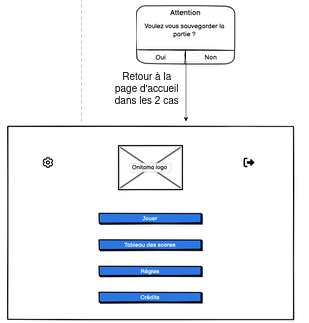 Attention
Voulez vous sauvegarder la
partie ?
Oui
Non
Retour à la
page d'accueil
dans les 2 cas
Onitama logo
Jouer
Tableau des scores
Règles
Crédits